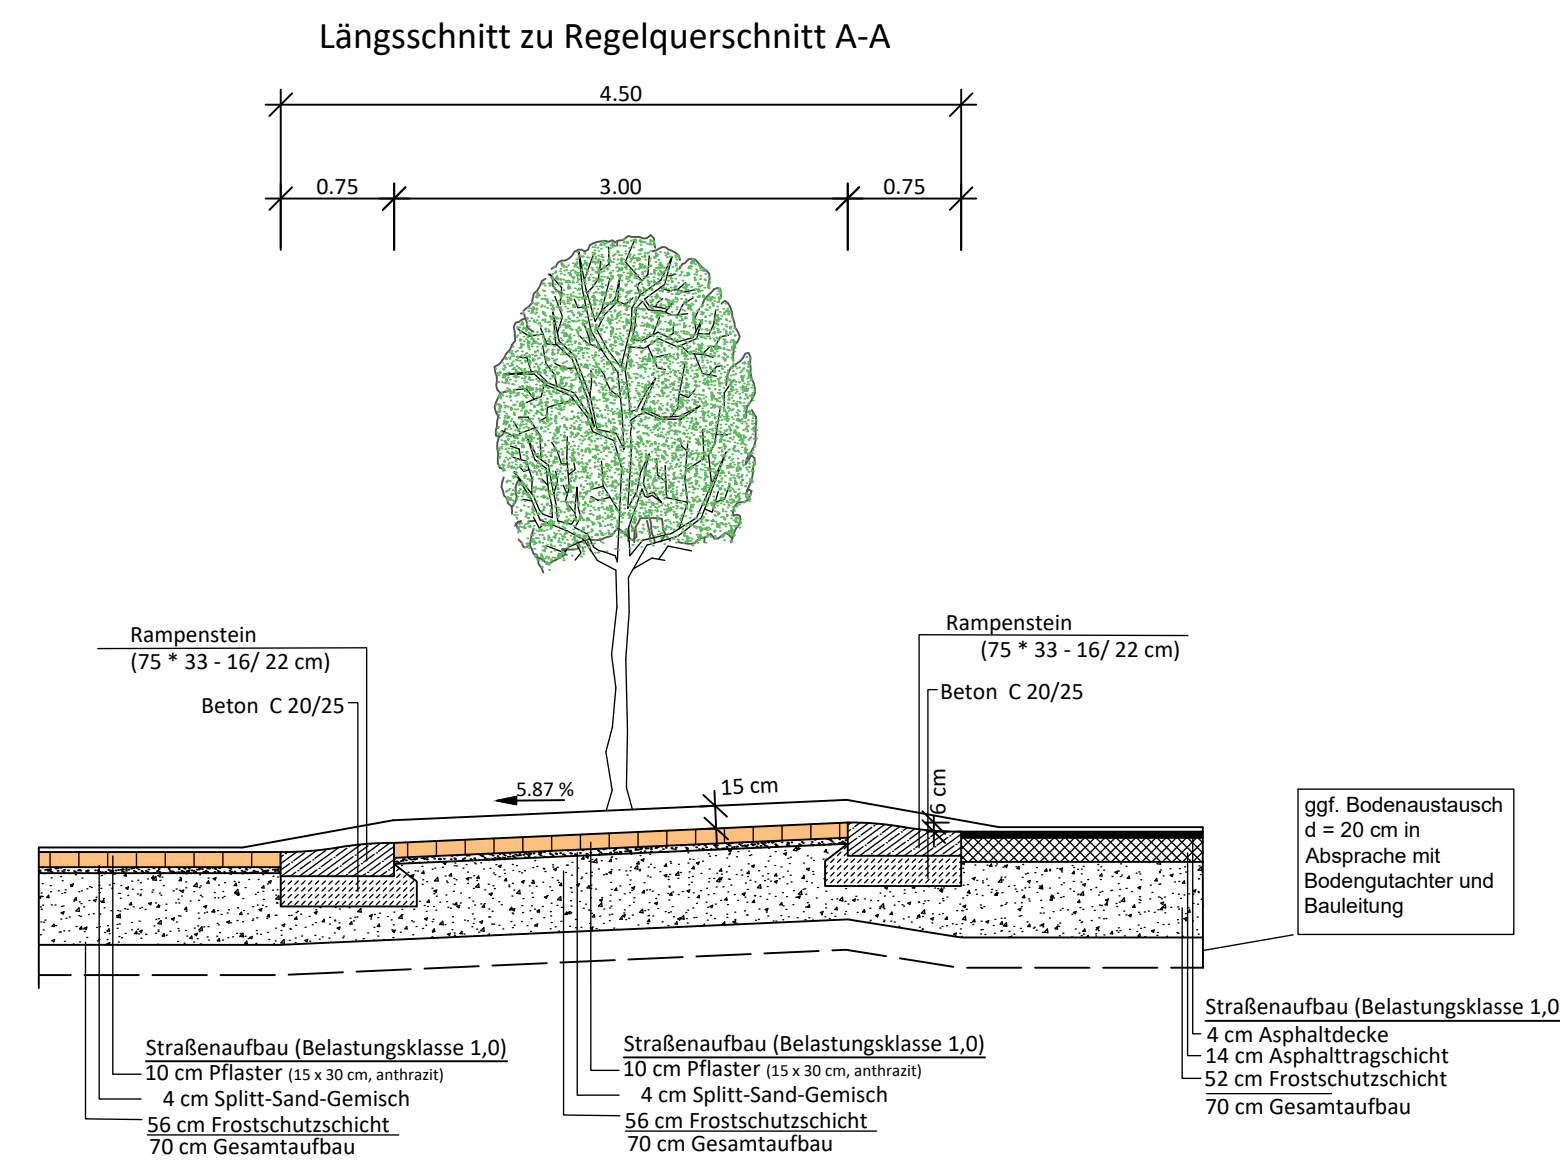 Längsschnitt zu Regelquerschnitt A-A
4.50
0.75
3.00
0.75
Rampenstein
(75 * 33 - 16/ 22 cm)
Beton C 20/25
Rampenstein
(75 * 33 - 16/ 22 cm)
Beton C 20/25
5.87 %
15 cm
6 cm
ggf. Bodenaustausch
d = 20 cm in
Absprache mit
Bodengutachter und
Bauleitung
Straßenaufbau (Belastungsklasse 1,0)
10 cm Pflaster (15 x 30 cm, anthrazit)
4 cm Splitt-Sand-Gemisch
56 cm Frostschutzschicht
70 cm Gesamtaufbau
Straßenaufbau (Belastungsklasse 1,0)
10 cm Pflaster (15 x 30 cm, anthrazit)
4 cm Splitt-Sand-Gemisch
56 cm Frostschutzschicht
70 cm Gesamtaufbau
Straßenaufbau (Belastungsklasse 1,0
4 cm Asphaltdecke
14 cm Asphalttragschicht
52 cm Frostschutzschicht
70 cm Gesamtaufbau